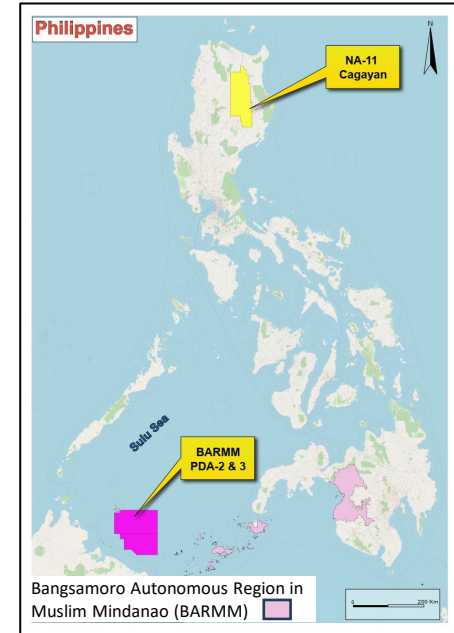 Philippines
N
NA-11
Cagayan
Sulu Sea
BARMM
PDA-2 & 3
Bangsamoro Autonomous Region in
Muslim Mindanao (BARMM)
0 200 Km